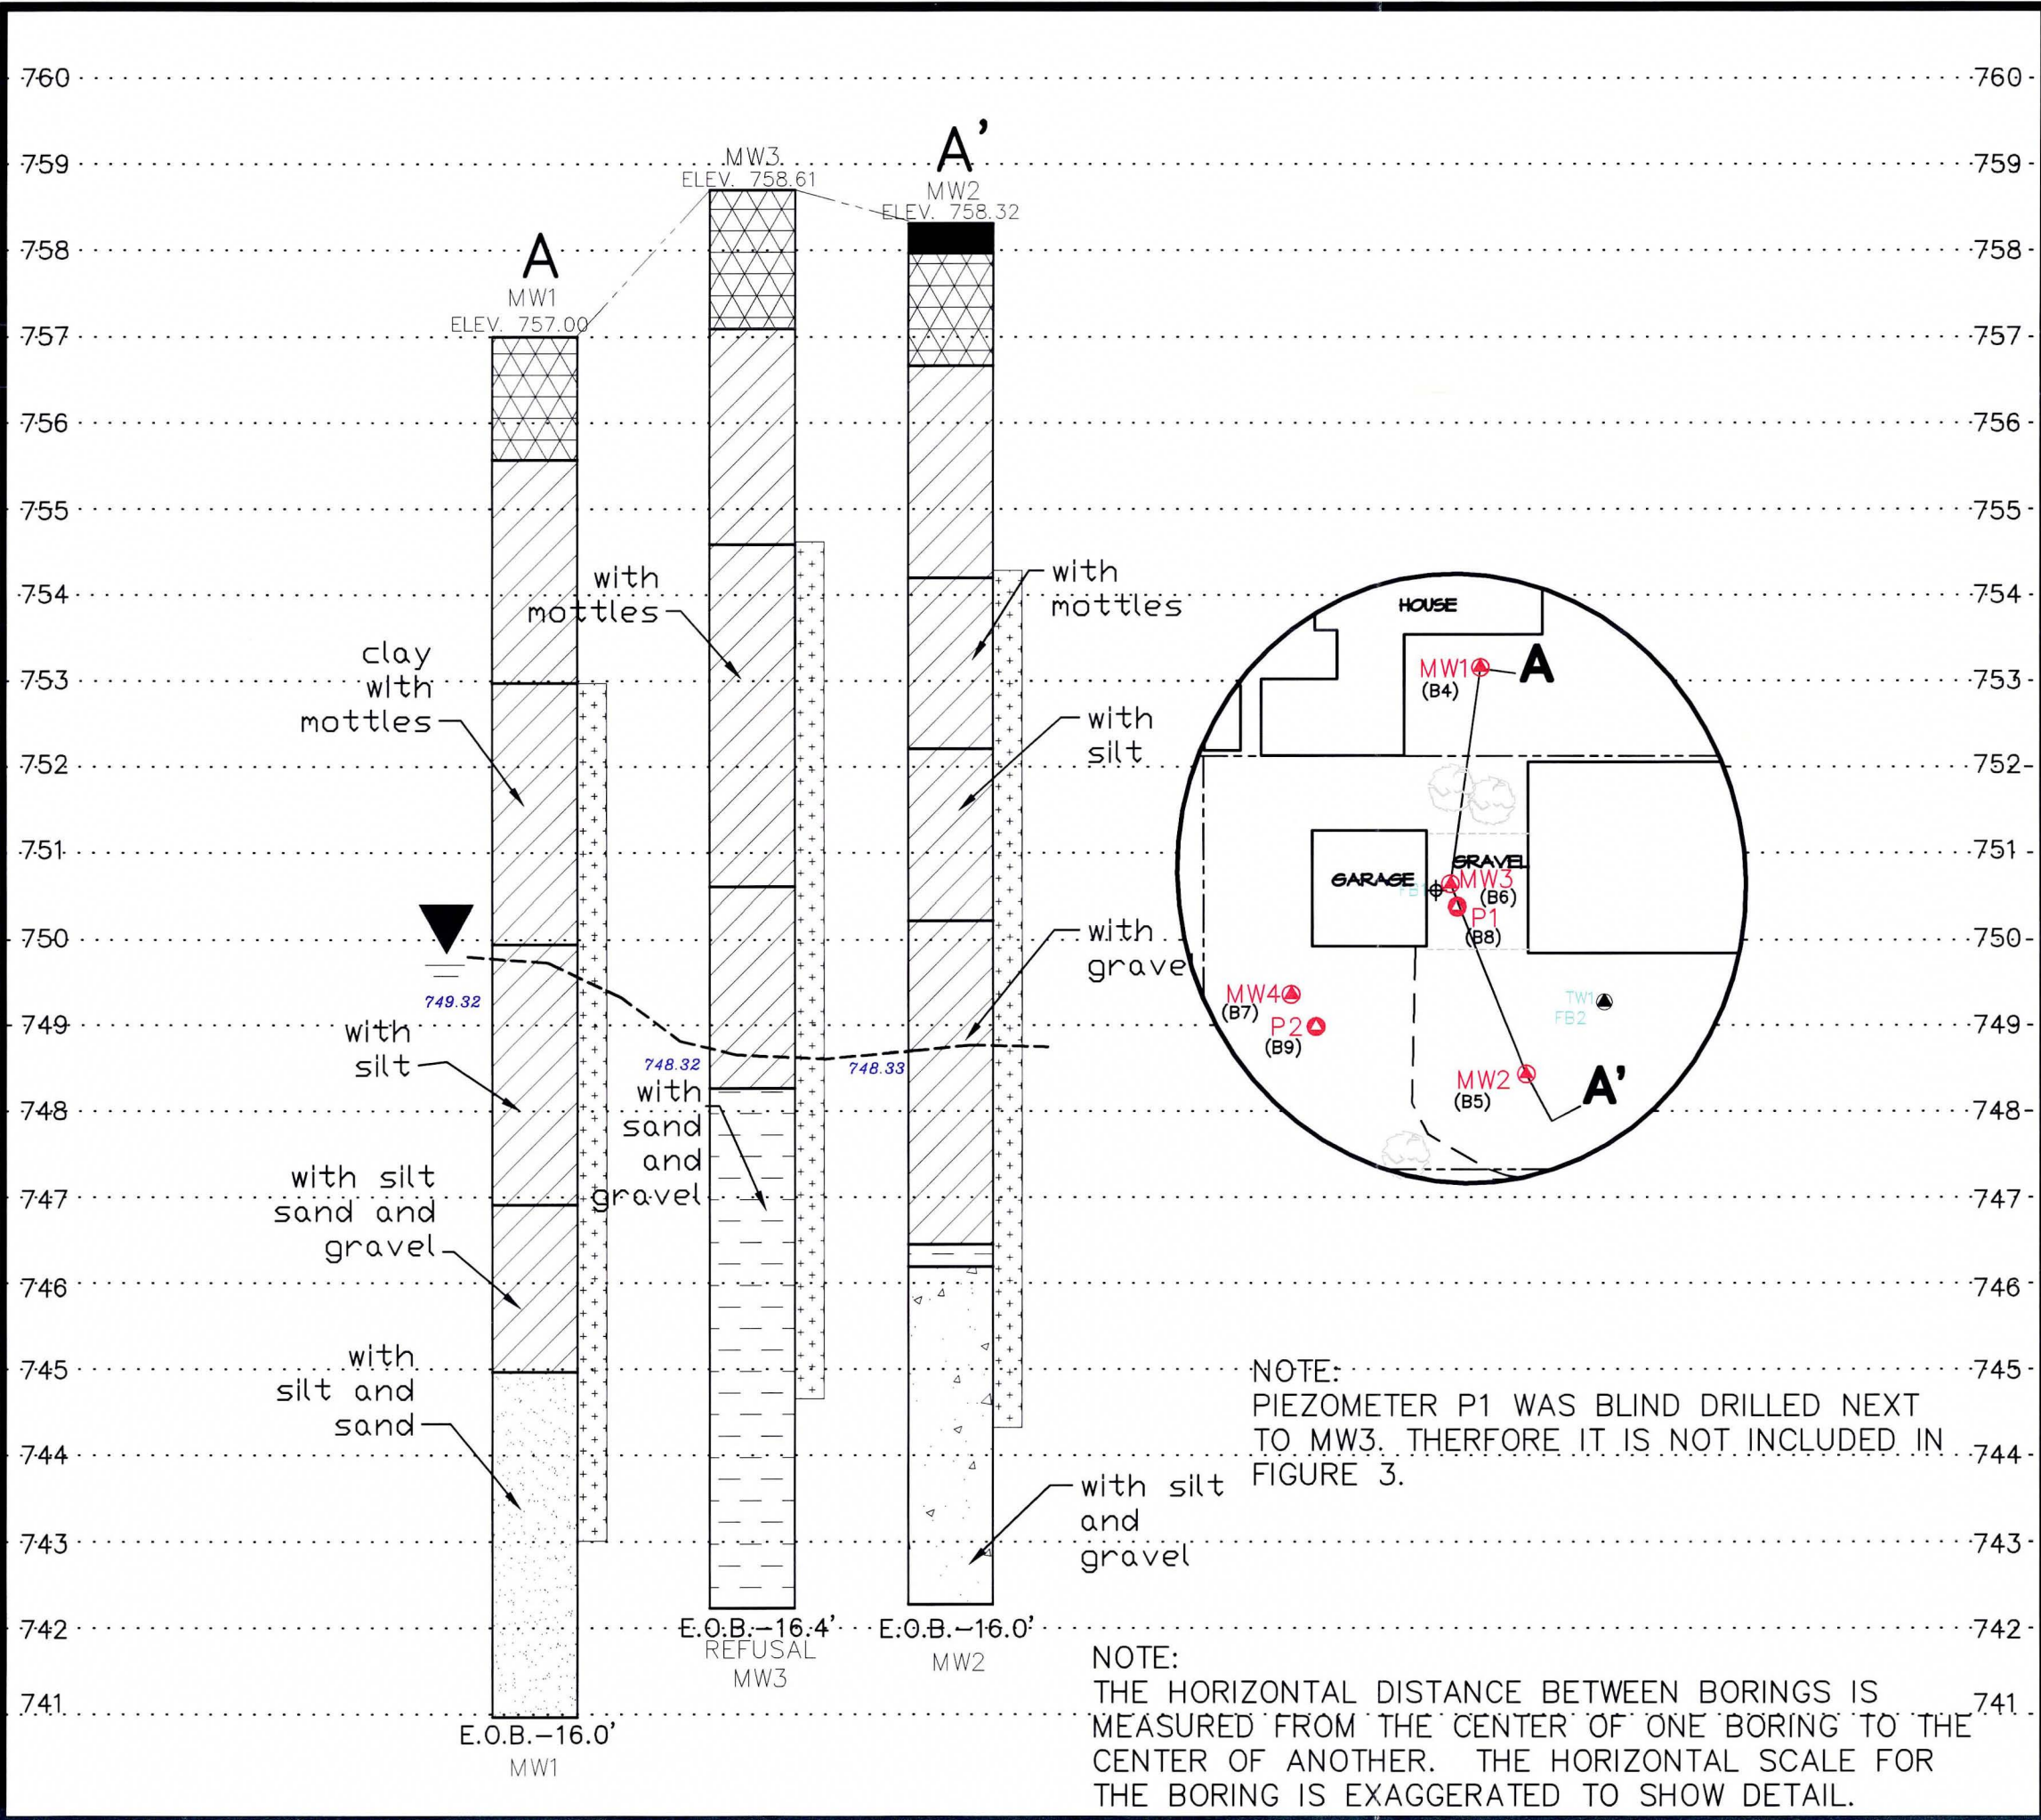 760
760
759
759
758
758
757
757
756
756
755
755
754
754
753
753
752
752
751
751
750
750
749
749
748
748
747
747
746
746
745
745
744
744
743
743
742
742
741
741
A
MW1
ELEV. 757.00
MW3
ELEV. 758.61
A'
MW2
ELEV. 758.32
clay
with
mottles
749.32
with
silt
with silt
sand and
gravel
with
silt and
sand
E.O.B.-16.0'
MW1
with
mottles
748.32
with
sand
and
gravel
E.O.B.-16.4'
REFUSAL
MW3
748.33
with
mottles
with
silt
with
grave
with silt
and
gravel
E.O.B.-16.0'
MW2
HOUSE
MW1
(B4)
A
GARAGE
GRAVEL
MW3
(B6)
P1
(B8)
MW4
(B7)
P2
(B9)
TW1
FB2
MW2
(B5)
A'
NOTE:
PIEZOMETER P1 WAS BLIND DRILLED NEXT
TO MW3. THERFORE IT IS NOT INCLUDED IN
FIGURE 3.
NOTE:
THE HORIZONTAL DISTANCE BETWEEN BORINGS IS
MEASURED FROM THE CENTER OF ONE BORING TO THE
CENTER OF ANOTHER. THE HORIZONTAL SCALE FOR
THE BORING IS EXAGGERATED TO SHOW DETAIL.